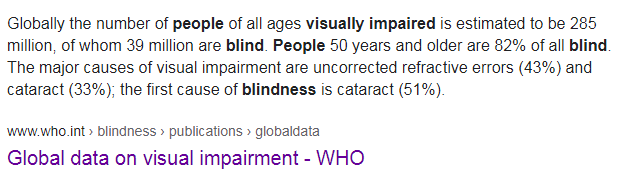 Globally the number of people of all ages visually impaired is estimated to be 285
million, of whom 39 million are blind. People 50 years and older are 82% of all blind.
The major causes of visual impairment are uncorrected refractive errors (43%) and
cataract (33%); the first cause of blindness is cataract (51%).
www.who.int › blindness › publications › globaldata
Global data on visual impairment - WHO